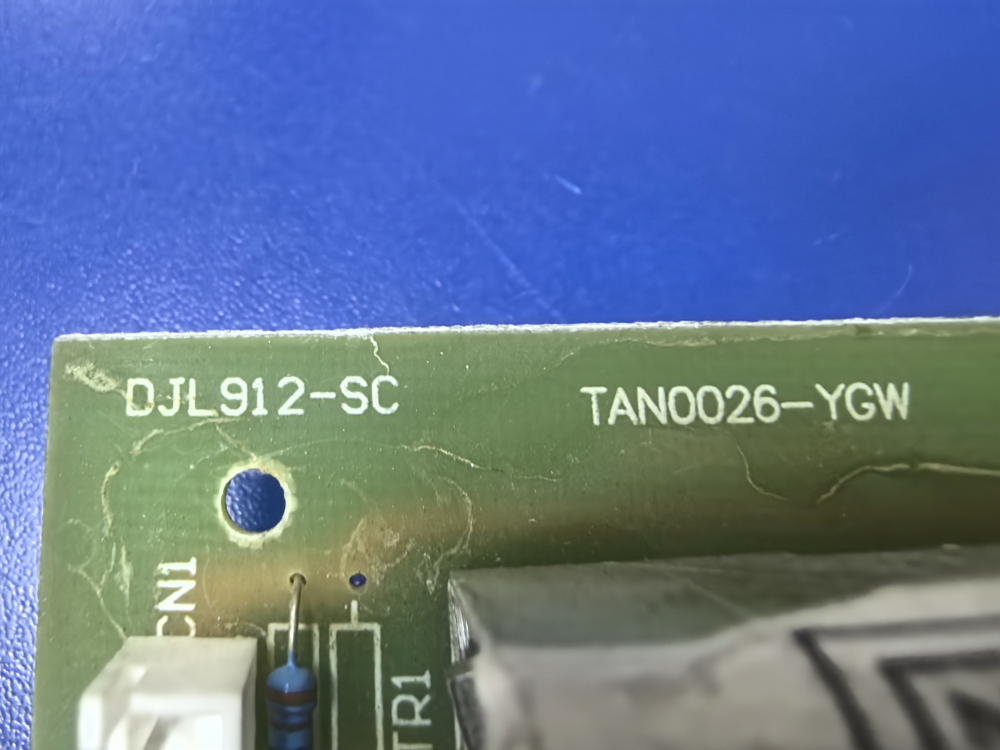 DJL912-SC
TAN0026-YGW
CN1
TR1